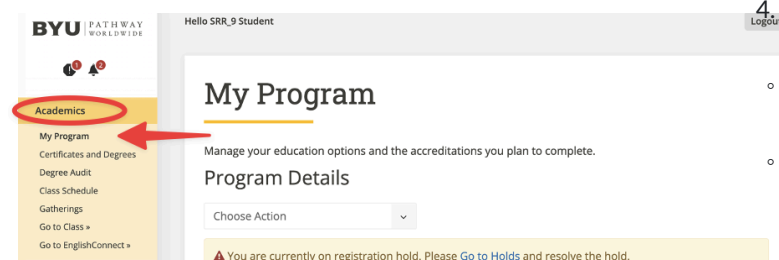 4.
BYU PATHWAY
WORLDWIDE
Hello SRR_9 Student
Logout
1
2
Academics
My Program
Certificates and Degrees
Degree Audit
Class Schedule
Gatherings
Go to Class »
Go to EnglishConnect »
My Program
Manage your education options and the accreditations you plan to complete.
Program Details
Choose Action
You are currently on registration hold. Please Go to Holds and resolve the hold.